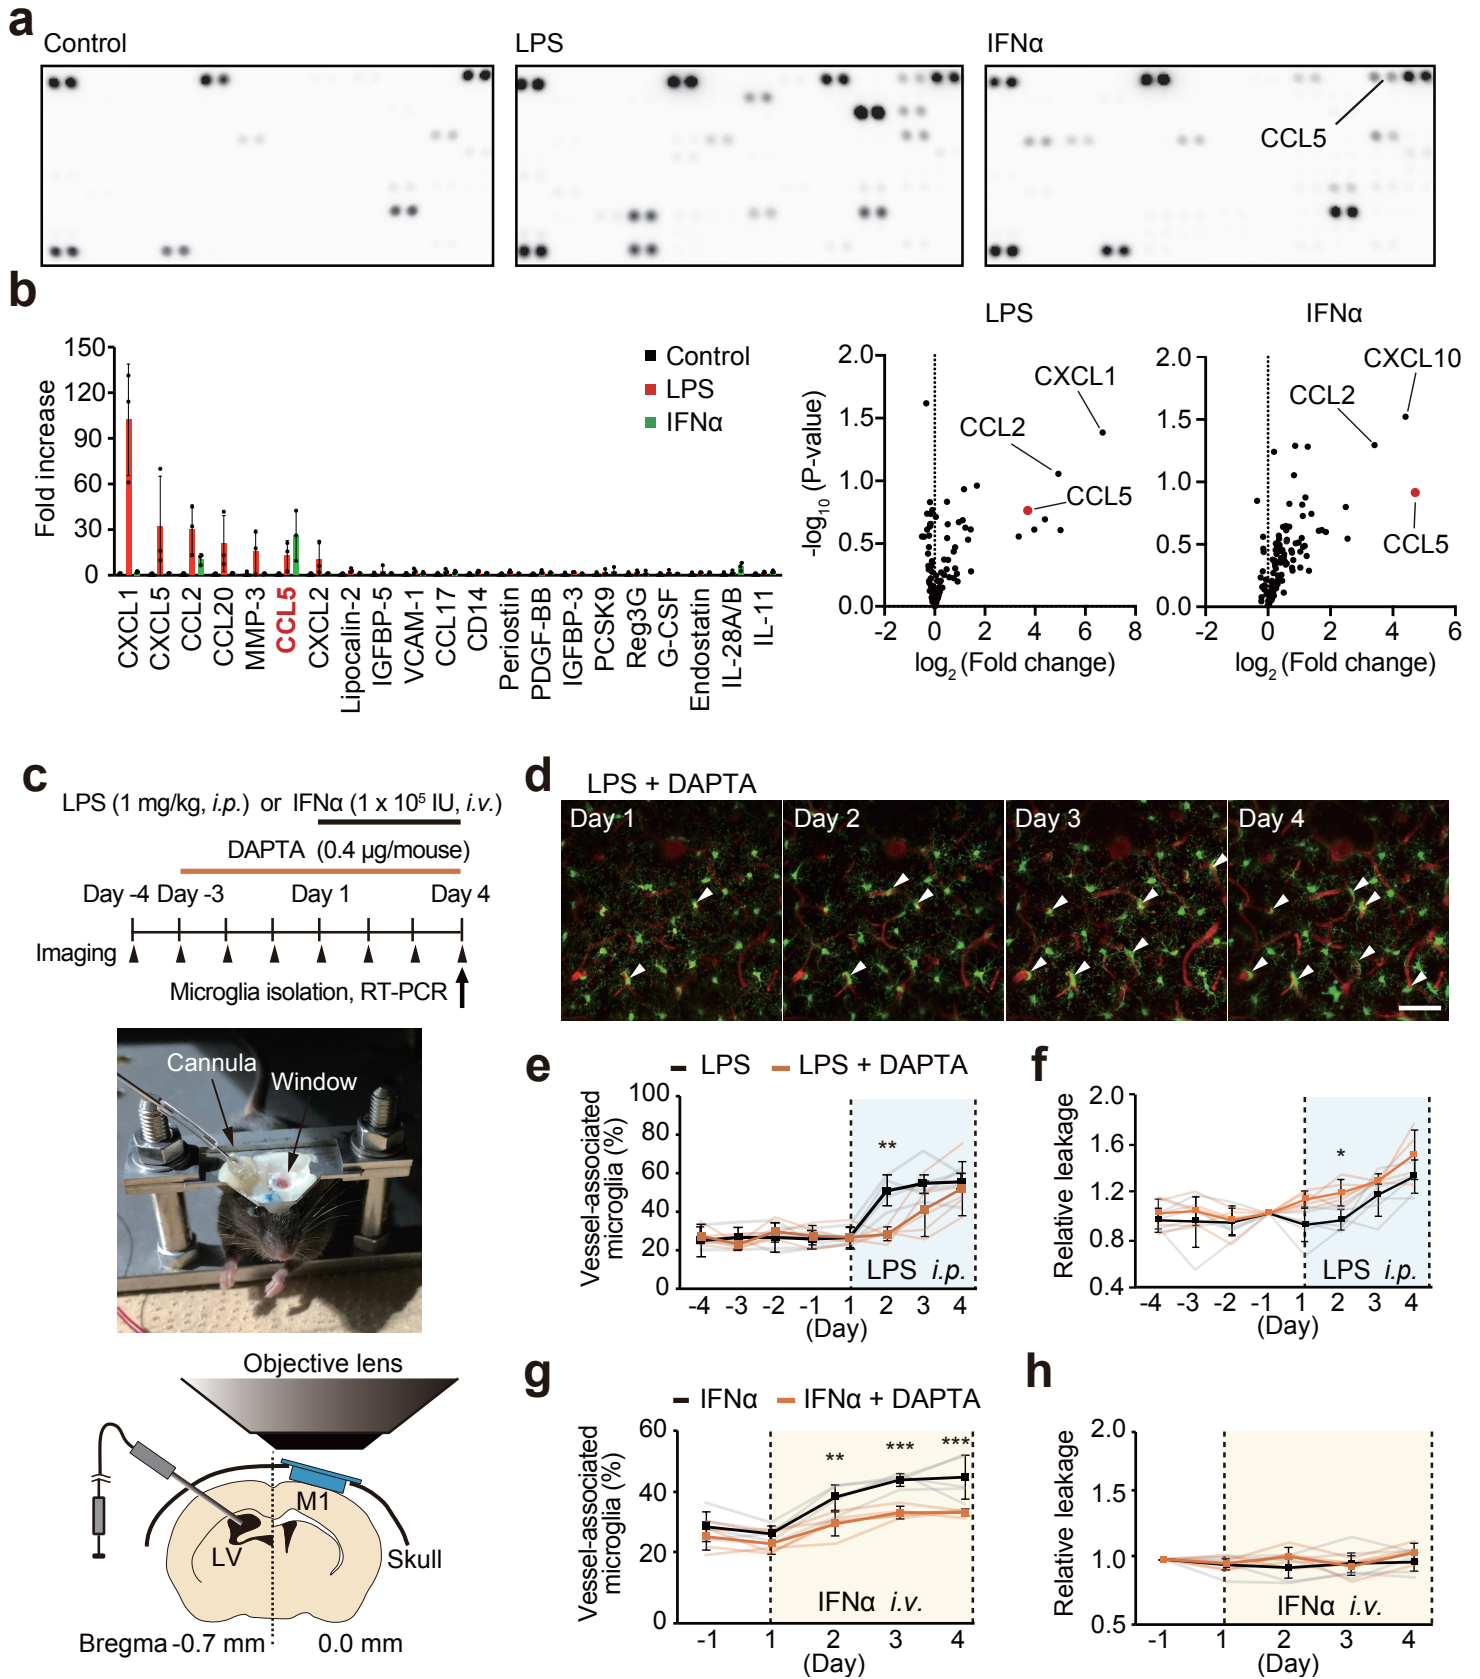 a
Control
LPS
IFNα
CCL5
b
Fold increase
150
120
90
60
30
0
Control
LPS
IFNα
CXCL1
CXCL5
CCL2
CCL20
MMP-3
CCL5
CXCL2
Lipocalin-2
IGFBP-5
VCAM-1
CCL17
CD14
Periostin
PDGF-BB
IGFBP-3
PCSK9
Reg3G
G-CSF
Endostatin
IL-28A/B
IL-11
LPS
-log10 (P-value)
2.0
1.5
1.0
0.5
0.0
CXCL1
CCL2
CCL5
-2 0 2 4 6 8
log2 (Fold change)
IFNα
2.0
1.5
1.0
0.5
0.0
CXCL10
CCL2
CCL5
-2 0 2 4 6
log2 (Fold change)
c
LPS (1 mg/kg, i.p.) or IFNα (1 x 10⁵ IU, i.v.)
DAPTA (0.4 µg/mouse)
Day -4 Day -3 Day 1 Day 4
Imaging
Microglia isolation, RT-PCR
Cannula
Window
Objective lens
M1
LV
Skull
Bregma -0.7 mm 0.0 mm
d
LPS + DAPTA
Day 1
Day 2
Day 3
Day 4
e
LPS LPS + DAPTA
Vessel-associated
microglia (%)
100
80
60
40
20
0
**
LPS i.p.
-4 -3 -2 -1 1 2 3 4
(Day)
f
Relative leakage
2.0
1.6
1.2
0.8
0.4
*
LPS i.p.
-4 -3 -2 -1 1 2 3 4
(Day)
g
IFNα IFNα + DAPTA
Vessel-associated
microglia (%)
60
40
20
0
** *** ***
IFNα i.v.
-1 1 2 3 4
(Day)
h
Relative leakage
2.0
1.5
1.0
0.5
IFNα i.v.
-1 1 2 3 4
(Day)